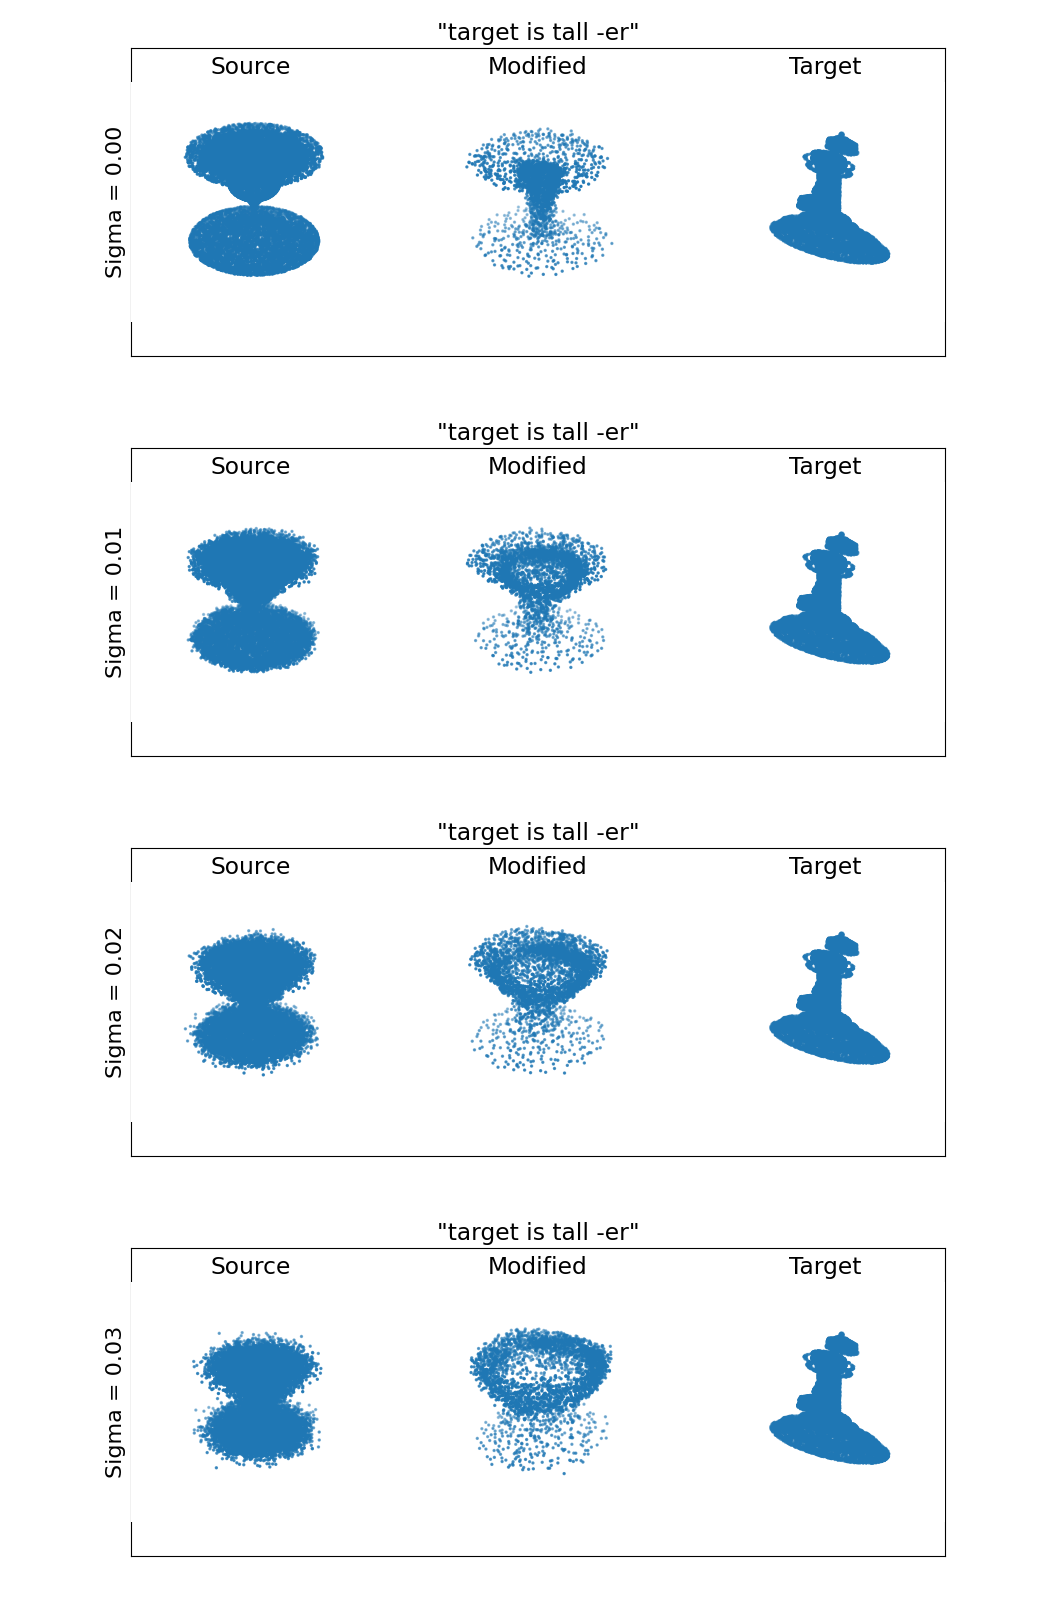 "target is tall -er"
Source Modified Target
Sigma = 0.00
"target is tall -er"
Source Modified Target
Sigma = 0.01
"target is tall -er"
Source Modified Target
Sigma = 0.02
"target is tall -er"
Source Modified Target
Sigma = 0.03